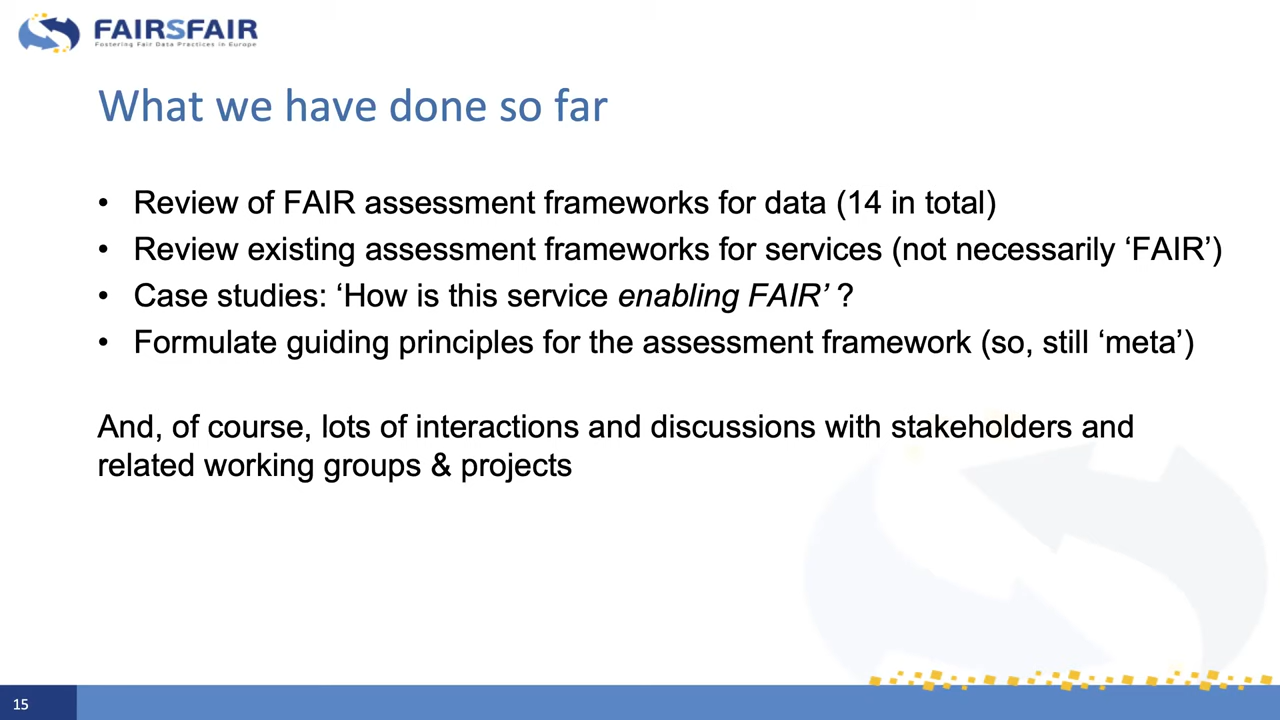 FAIRSFAIR
Fostering Fair Data Practices in Europe
What we have done so far
• Review of FAIR assessment frameworks for data (14 in total)
• Review existing assessment frameworks for services (not necessarily ‘FAIR’)
• Case studies: ‘How is this service enabling FAIR’ ?
• Formulate guiding principles for the assessment framework (so, still ‘meta’)
And, of course, lots of interactions and discussions with stakeholders and
related working groups & projects
15